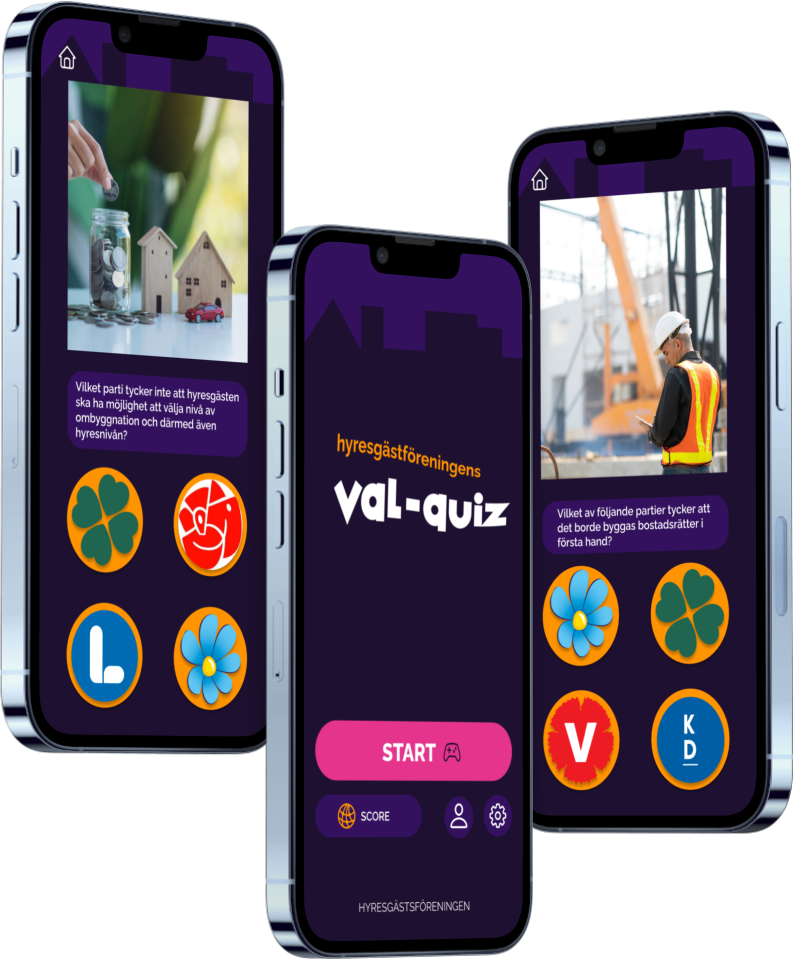 Vilket parti tycker inte att hyresgästen
ska ha möjlighet att välja nivå av
ombyggnation och därmed även
hyresnivån?
L
hyresgästföreningens
val-quiz
START
SCORE
HYRESGÄSTSFÖRENINGEN
Vilket av följande partier tycker att
det borde byggas bostadsrätter i
första hand?
V
K
D